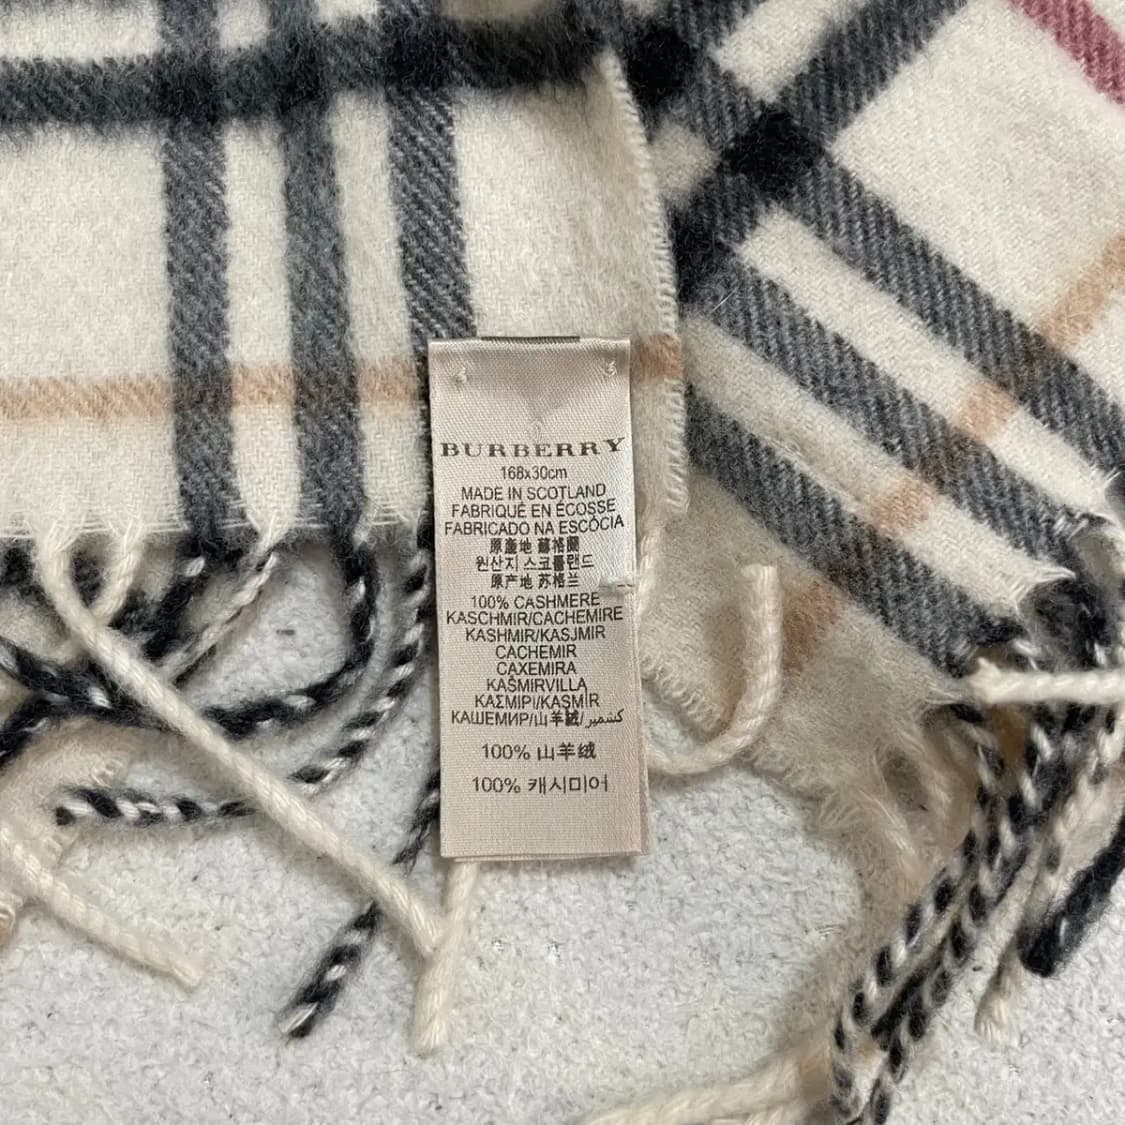 BURBERRY
168x30cm
MADE IN SCOTLAND
FABRIQUÉ EN ÉCOSSE
FABRICADO NA ESCÓCIA
原產地 蘇格蘭
원산지 스코틀랜드
原产地 苏格兰
100% CASHMERE
KASCHMIR/CACHEMIRE
KASHMIR/KASJMIR
CACHEMIR
CAXEMIRA
KAŠMIRVILLA
ΚΑΣΜΙΡΙ/KAŞMİR
КАШЕМИР/山羊絨/كشمير
100% 山羊绒
100% 캐시미어